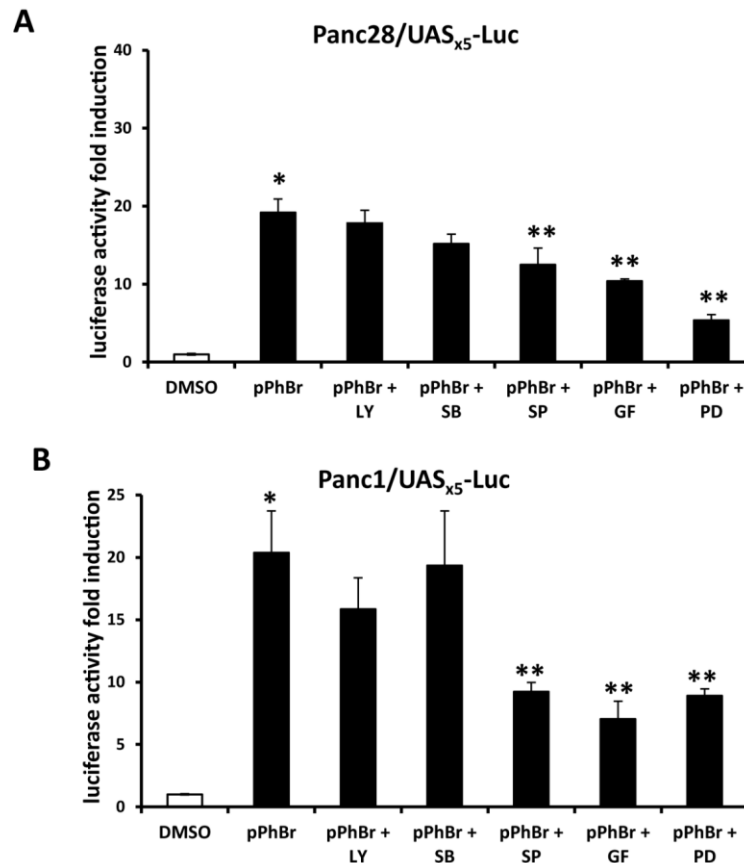 A
Panc28/UASx5-Luc
luciferase activity fold induction
40
30
20
10
0
*
**
**
**
DMSO
pPhBr
pPhBr +
LY
pPhBr +
SB
pPhBr +
SP
pPhBr +
GF
pPhBr +
PD
B
Panc1/UASx5-Luc
luciferase activity fold induction
25
20
15
10
5
0
*
**
**
**
DMSO
pPhBr
pPhBr +
LY
pPhBr +
SB
pPhBr +
SP
pPhBr +
GF
pPhBr +
PD